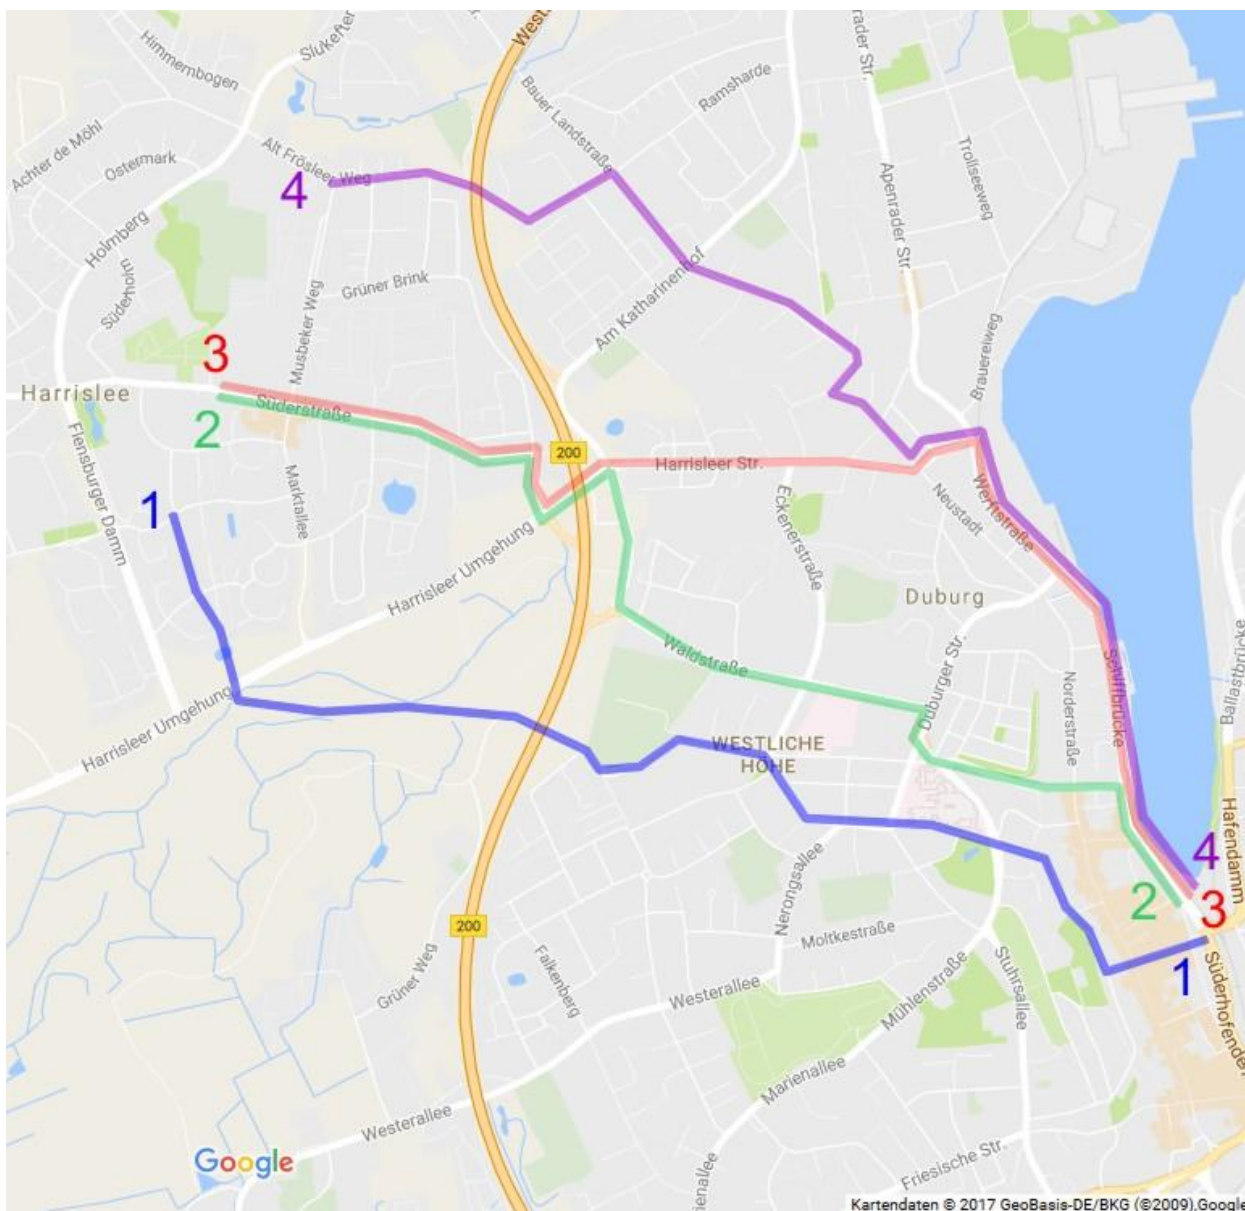 Himmernbogen
Slukefter
Westt
Bauer Landstraße
Ramsharde
rader Str.
Achter de Möhl
Ostermark
Alt Frösleer Weg
4
Trollseeweg
Apenrader Str.
Holmberg
Süderholm
Grüner Brink
Musbeker Weg
Am Katharinenhof
Brauereiweg
3
Harrislee
2
Süderstraße
200
Harrisleer Str.
Flensburger Damm
Marktallee
1
Eckenerstraße
Neustadt
Werftstraße
Harrisleer Umgehung
Duburg
Waldstraße
Duburger Str.
Norderstraße
Schiffbrücke
Ballastbrücke
Harrisleer Umgehung
WESTLICHE
HÖHE
Hafendamm
4
2
3
Nerongsallee
200
Moltkestraße
1
Grüner Weg
Falkenberg
Westerallee
Mühlenstraße
Stuhrsallee
Süderhofenden
Marienallee
Westerallee
Google
rienallee
Friesische Str.
Kartendaten © 2017 GeoBasis-DE/BKG (©2009),Google